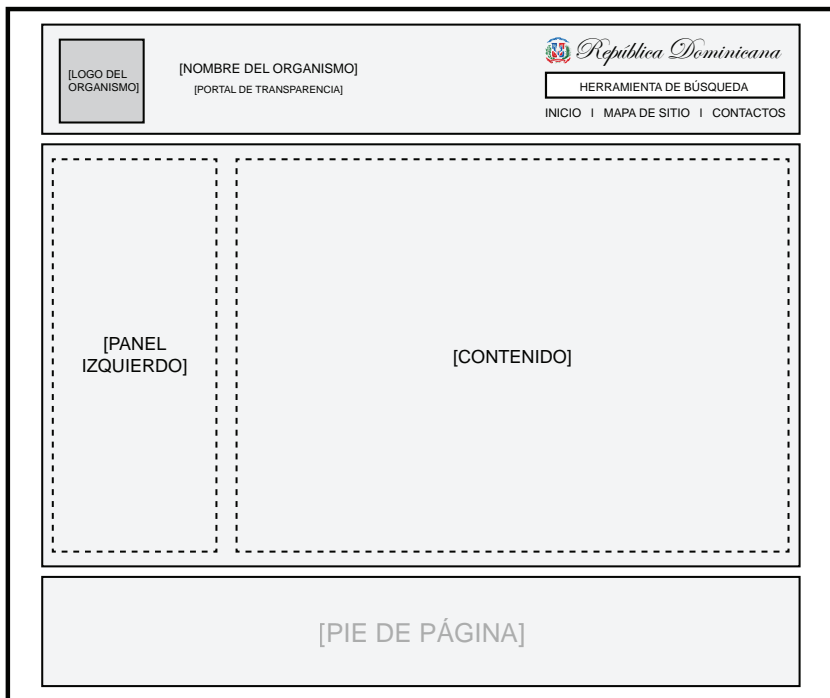 [LOGO DEL
ORGANISMO]
[NOMBRE DEL ORGANISMO]
[PORTAL DE TRANSPARENCIA]
República Dominicana
HERRAMIENTA DE BÚSQUEDA
INICIO I MAPA DE SITIO I CONTACTOS
[PANEL
IZQUIERDO]
[CONTENIDO]
[PIE DE PÁGINA]